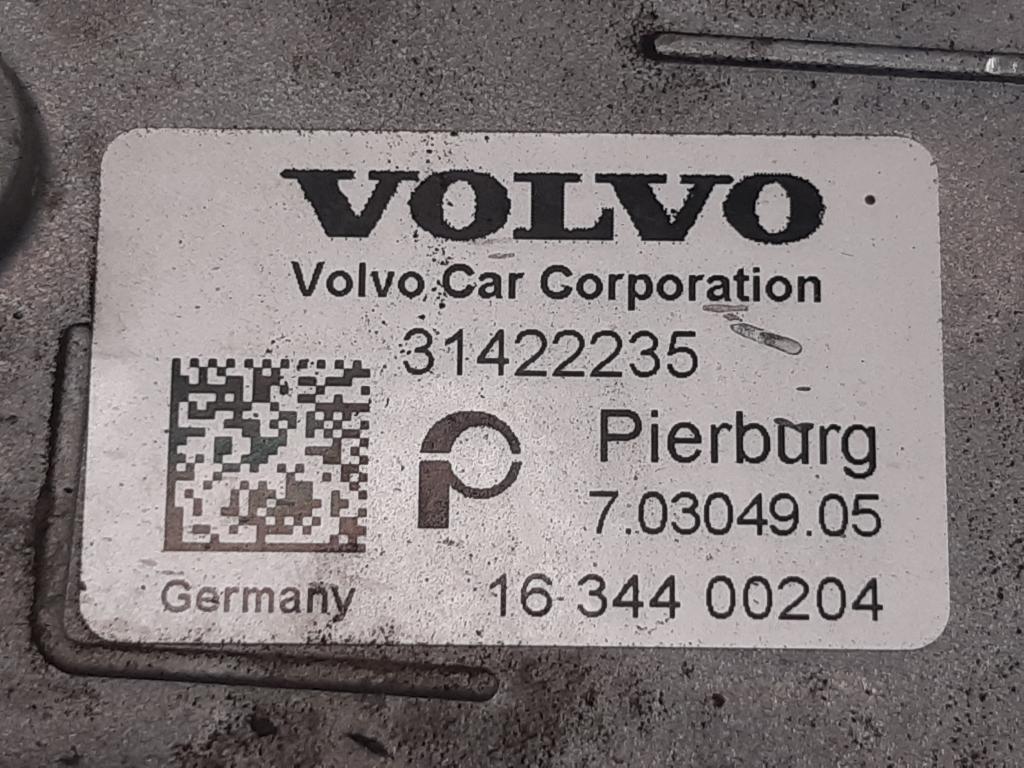 VOLVO
Volvo Car Corporation
31422235
Pierburg
7.03049.05
Germany 16 344 00204